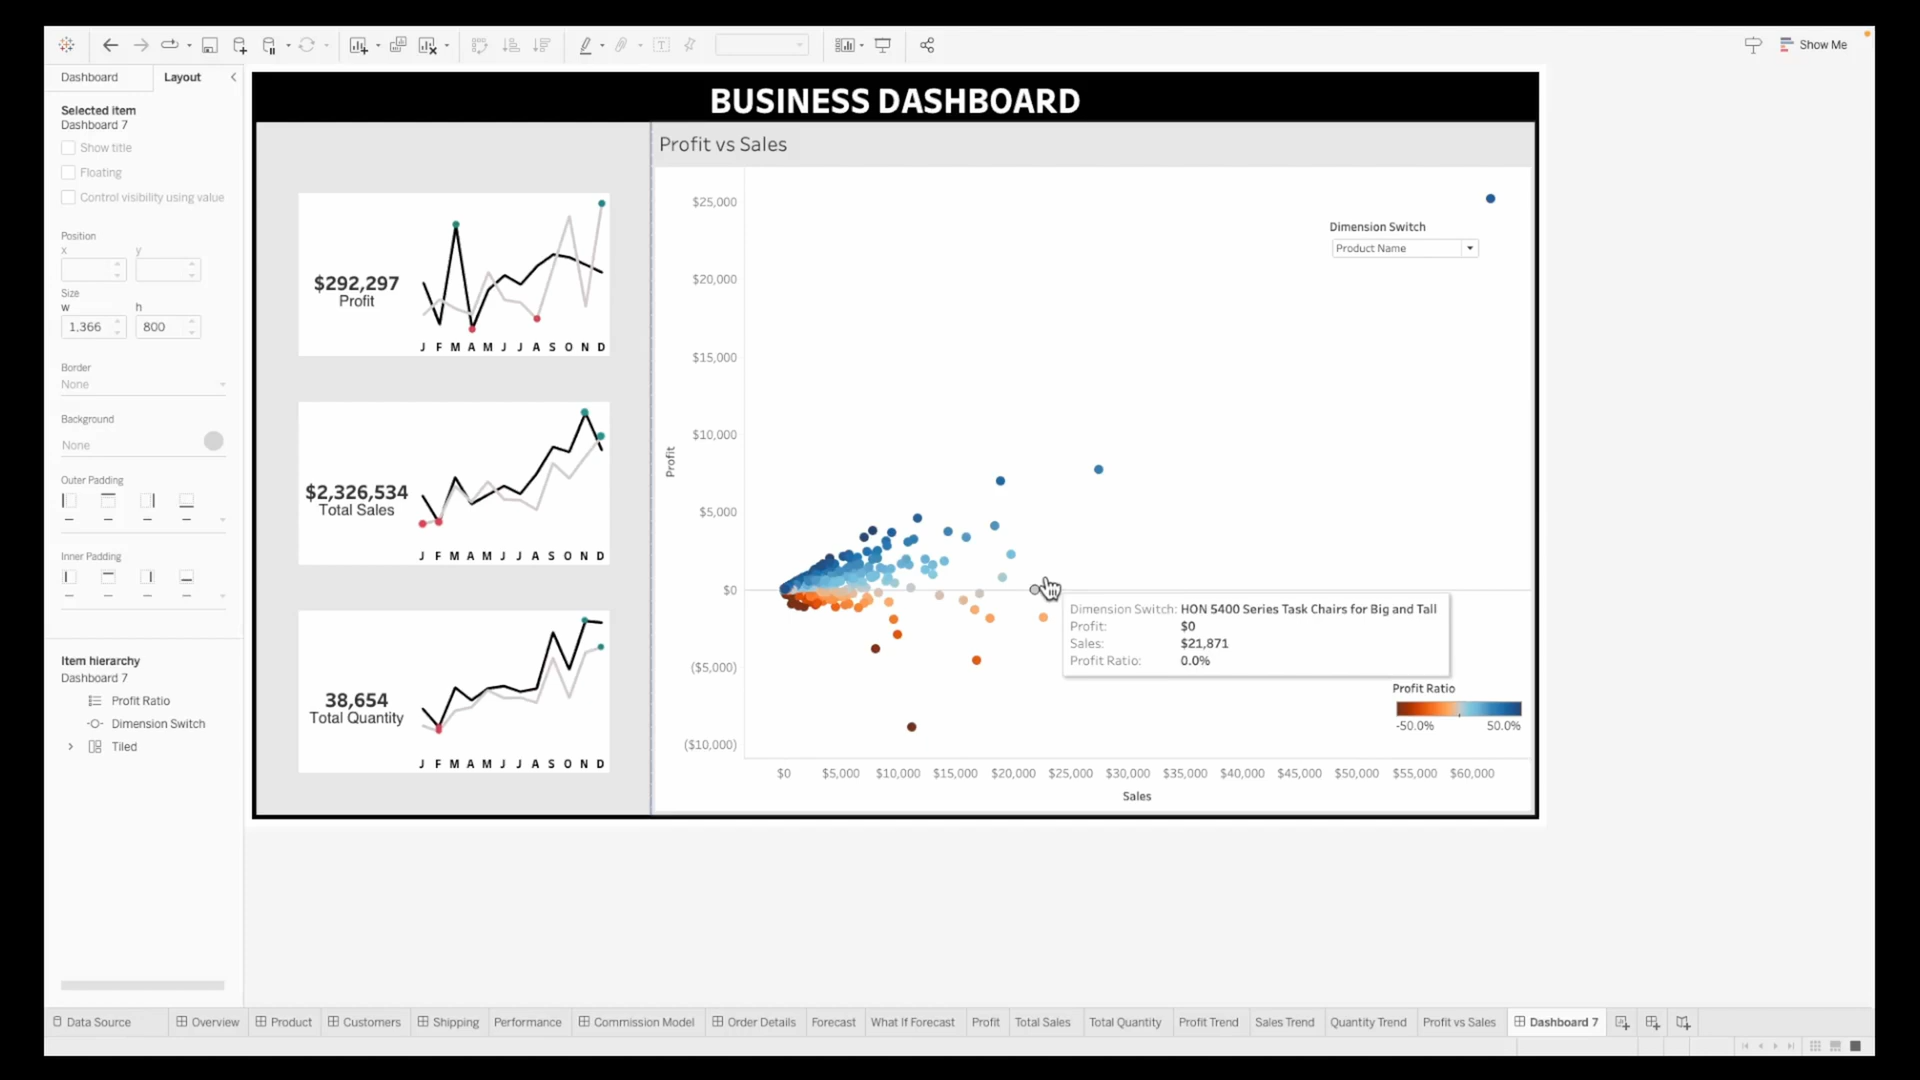 Show Me
Dashboard
Layout
Selected item
Dashboard 7
Show title
Floating
Control visibility using value
Position
x y
Size
w h
1,366 800
Border
None
Background
None
Outer Padding
Inner Padding
Item hierarchy
Dashboard 7
Profit Ratio
Dimension Switch
Tiled
BUSINESS DASHBOARD
$292,297
Profit
J F M A M J J A S O N D
$2,326,534
Total Sales
J F M A M J J A S O N D
38,654
Total Quantity
J F M A M J J A S O N D
Profit vs Sales
$25,000
$20,000
$15,000
$10,000
$5,000
$0
($5,000)
($10,000)
Profit
Dimension Switch
Product Name
Dimension Switch: HON 5400 Series Task Chairs for Big and Tall
Profit: $0
Sales: $21,871
Profit Ratio: 0.0%
Profit Ratio
-50.0% 50.0%
$0 $5,000 $10,000 $15,000 $20,000 $25,000 $30,000 $35,000 $40,000 $45,000 $50,000 $55,000 $60,000
Sales
Data Source Overview Product Customers Shipping Performance Commission Model Order Details Forecast What If Forecast Profit Total Sales Total Quantity Profit Trend Sales Trend Quantity Trend Profit vs Sales Dashboard 7